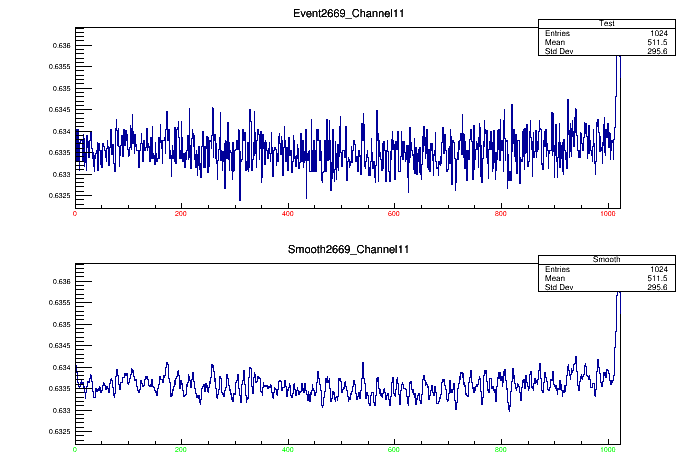 Event2669_Channel11
Test
Entries 1024
Mean 511.5
Std Dev 295.6
0.636
0.6355
0.635
0.6345
0.634
0.6335
0.633
0.6325
0 200 400 600 800 1000
Smooth2669_Channel11
Smooth
Entries 1024
Mean 511.5
Std Dev 295.6
0.636
0.6355
0.635
0.6345
0.634
0.6335
0.633
0.6325
0 200 400 600 800 1000